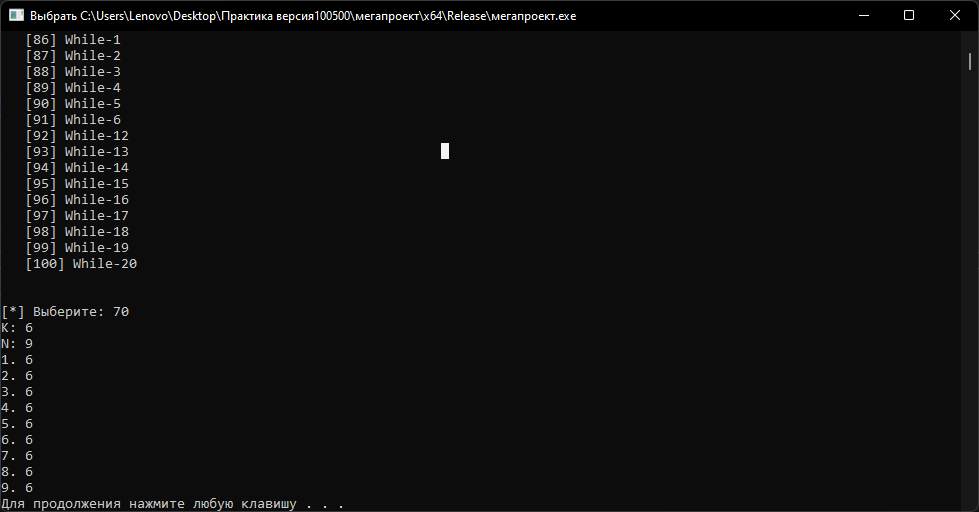 Выбрать C:\Users\Lenovo\Desktop\Практика версия100500\мегапроект\x64\Release\мегапроект.exe
[86] While-1
[87] While-2
[88] While-3
[89] While-4
[90] While-5
[91] While-6
[92] While-12
[93] While-13
[94] While-14
[95] While-15
[96] While-16
[97] While-17
[98] While-18
[99] While-19
[100] While-20
[*] Выберите: 70
K: 6
N: 9
1. 6
2. 6
3. 6
4. 6
5. 6
6. 6
7. 6
8. 6
9. 6
Для продолжения нажмите любую клавишу . . .